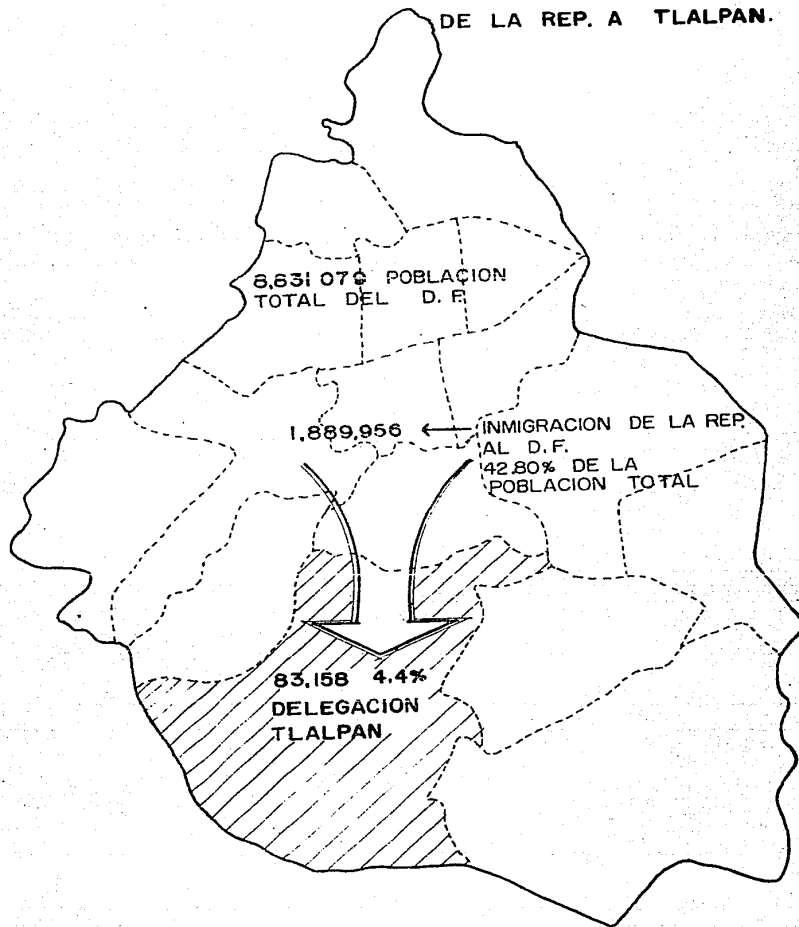 DE LA REP. A TLALPAN.
8,831 079 POBLACION
TOTAL DEL D. F.
1,889,956 ← INMIGRACION DE LA REP.
AL D. F.
42.80% DE LA
POBLACION TOTAL
83,158 4.4%
DELEGACION
TLALPAN